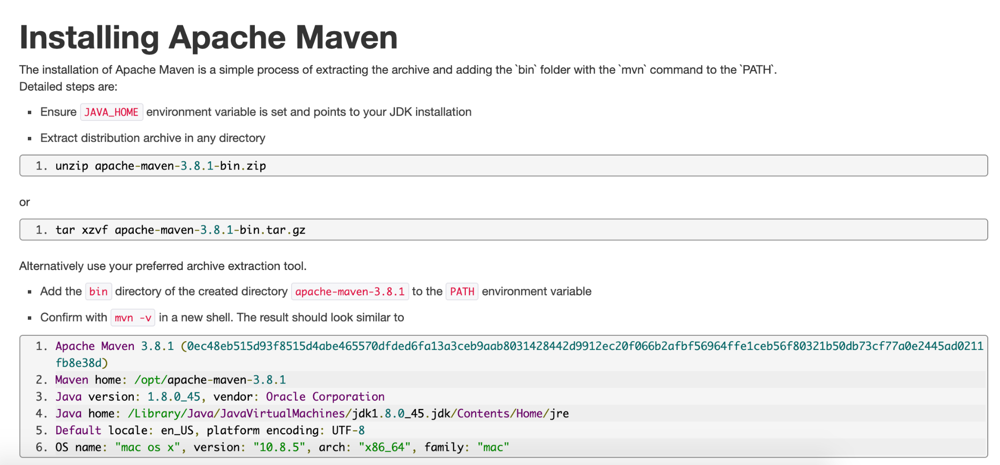 Installing Apache Maven
The installation of Apache Maven is a simple process of extracting the archive and adding the `bin` folder with the `mvn` command to the `PATH`.
Detailed steps are:
▪ Ensure JAVA_HOME environment variable is set and points to your JDK installation
▪ Extract distribution archive in any directory
1. unzip apache-maven-3.8.1-bin.zip
or
1. tar xzvf apache-maven-3.8.1-bin.tar.gz
Alternatively use your preferred archive extraction tool.
▪ Add the bin directory of the created directory apache-maven-3.8.1 to the PATH environment variable
▪ Confirm with mvn -v in a new shell. The result should look similar to
1. Apache Maven 3.8.1 (0ec48eb515d93f8515d4abe465570dfded6fa13a3ceb9aab8031428442d9912ec20f066b2afbf56964ffe1ceb56f80321b50db73cf77a0e2445ad0211
fb8e38d)
2. Maven home: /opt/apache-maven-3.8.1
3. Java version: 1.8.0_45, vendor: Oracle Corporation
4. Java home: /Library/Java/JavaVirtualMachines/jdk1.8.0_45.jdk/Contents/Home/jre
5. Default locale: en_US, platform encoding: UTF-8
6. OS name: "mac os x", version: "10.8.5", arch: "x86_64", family: "mac"